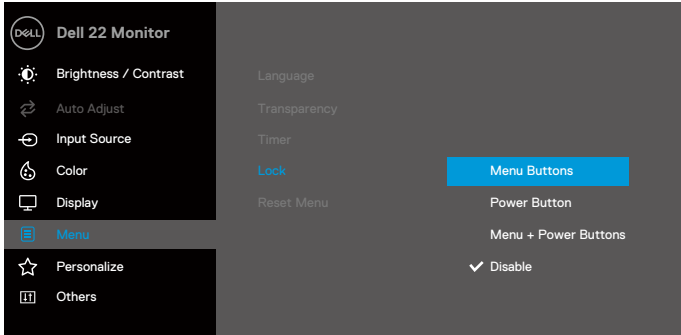 DELL Dell 22 Monitor
Brightness / Contrast
Auto Adjust
Input Source
Color
Display
Menu
Personalize
Others
Language
Transparency
Timer
Lock
Reset Menu
Menu Buttons
Power Button
Menu + Power Buttons
Disable